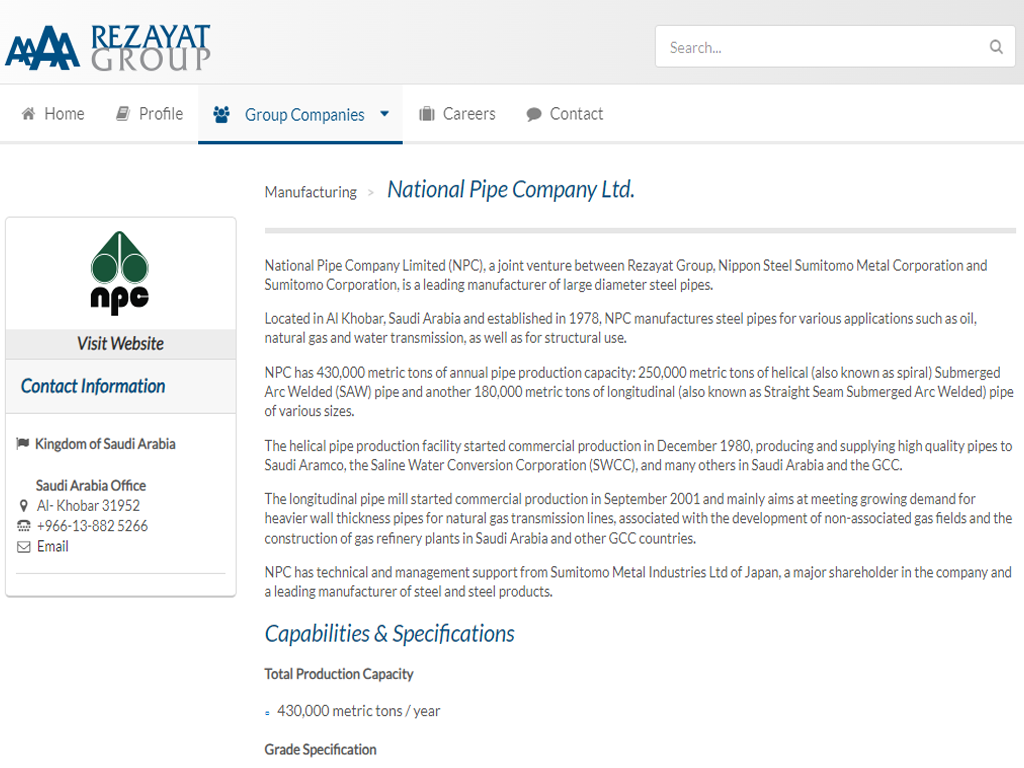 REZAYAT
GROUP
Search...
Home
Profile
Group Companies
Careers
Contact
Manufacturing > National Pipe Company Ltd.
npc
Visit Website
Contact Information
Kingdom of Saudi Arabia
Saudi Arabia Office
Al- Khobar 31952
+966-13-882 5266
Email
National Pipe Company Limited (NPC), a joint venture between Rezayat Group, Nippon Steel Sumitomo Metal Corporation and
Sumitomo Corporation, is a leading manufacturer of large diameter steel pipes.
Located in Al Khobar, Saudi Arabia and established in 1978, NPC manufactures steel pipes for various applications such as oil,
natural gas and water transmission, as well as for structural use.
NPC has 430,000 metric tons of annual pipe production capacity: 250,000 metric tons of helical (also known as spiral) Submerged
Arc Welded (SAW) pipe and another 180,000 metric tons of longitudinal (also known as Straight Seam Submerged Arc Welded) pipe
of various sizes.
The helical pipe production facility started commercial production in December 1980, producing and supplying high quality pipes to
Saudi Aramco, the Saline Water Conversion Corporation (SWCC), and many others in Saudi Arabia and the GCC.
The longitudinal pipe mill started commercial production in September 2001 and mainly aims at meeting growing demand for
heavier wall thickness pipes for natural gas transmission lines, associated with the development of non-associated gas fields and the
construction of gas refinery plants in Saudi Arabia and other GCC countries.
NPC has technical and management support from Sumitomo Metal Industries Ltd of Japan, a major shareholder in the company and
a leading manufacturer of steel and steel products.
Capabilities & Specifications
Total Production Capacity
430,000 metric tons / year
Grade Specification